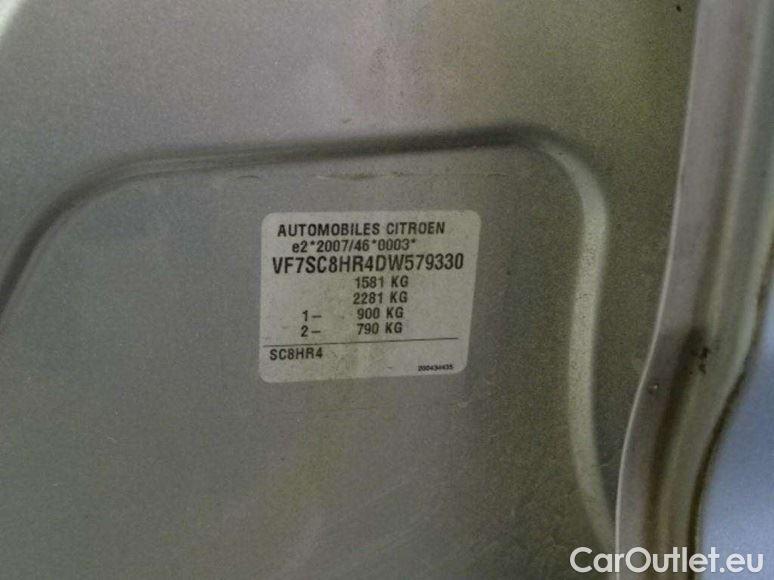 AUTOMOBILES CITROEN
e2*2007/46*0003*
VF7SC8HR4DW579330
1581 KG
2281 KG
1– 900 KG
2– 790 KG
SC8HR4
200434435
CarOutlet.eu